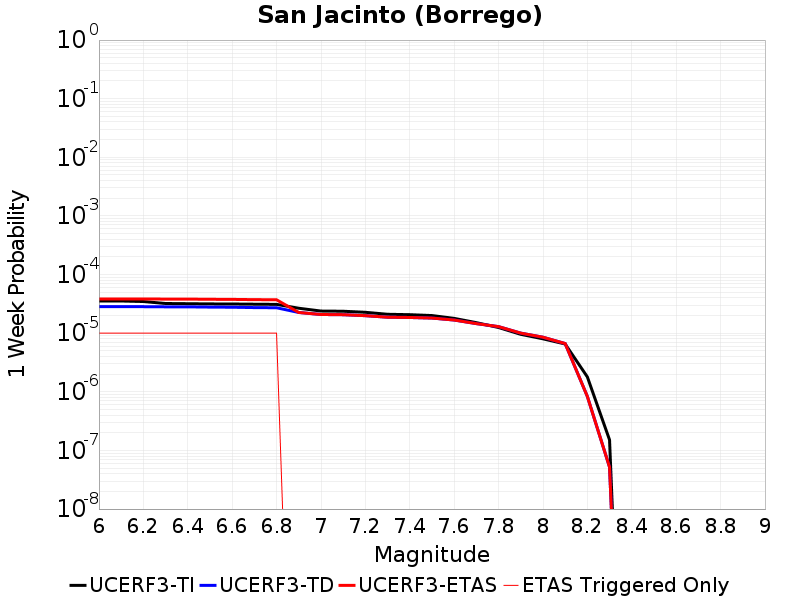 San Jacinto (Borrego)
1 Week Probability
10^0
10^-1
10^-2
10^-3
10^-4
10^-5
10^-6
10^-7
10^-8
6 6.2 6.4 6.6 6.8 7 7.2 7.4 7.6 7.8 8 8.2 8.4 8.6 8.8 9
Magnitude
UCERF3-TI UCERF3-TD UCERF3-ETAS ETAS Triggered Only